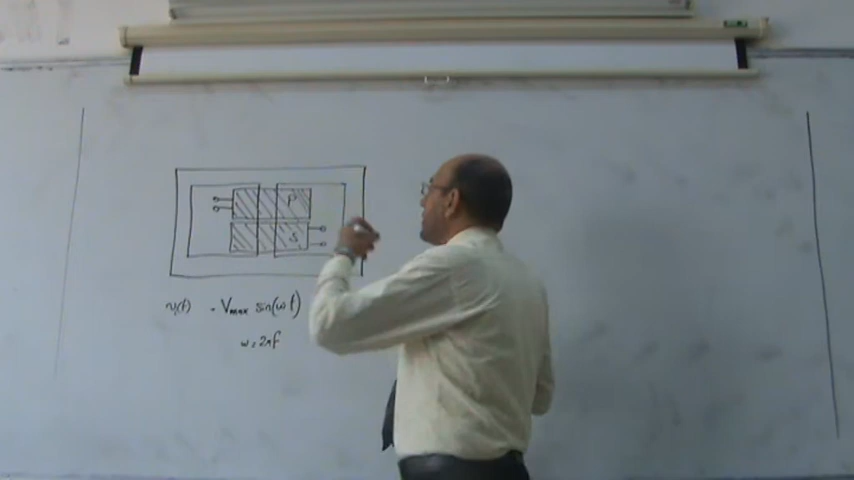 P
S
v(t) = Vmax sin(ωt)
ω = 2πf